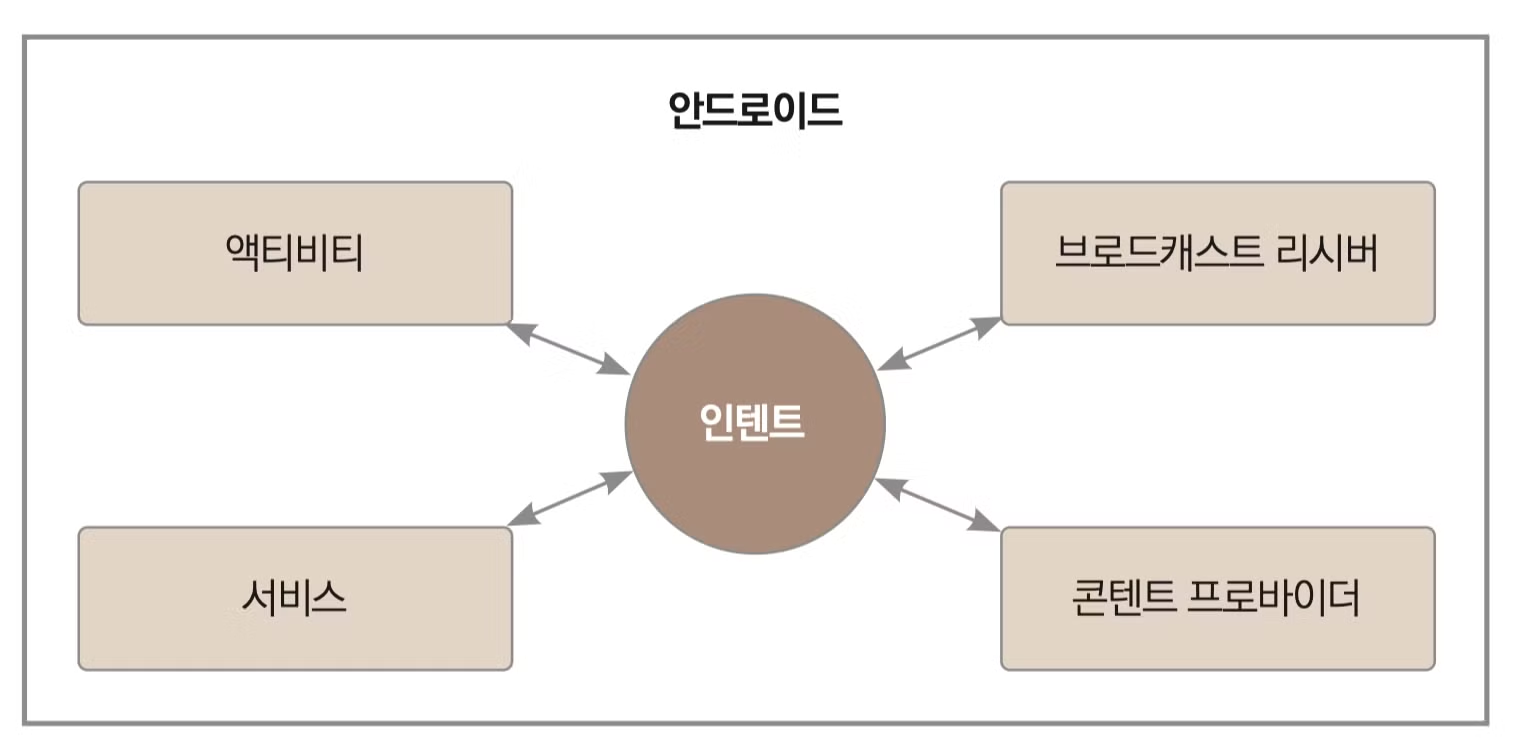 안드로이드
액티비티
브로드캐스트 리시버
인텐트
서비스
콘텐트 프로바이더